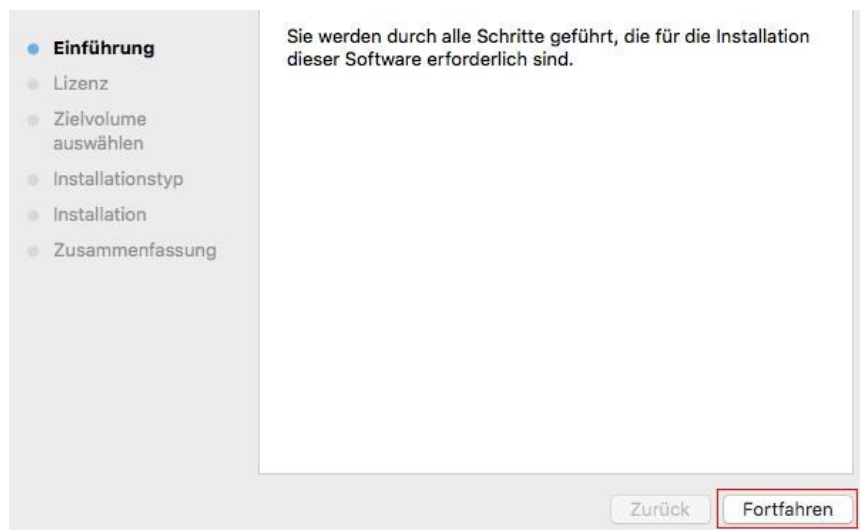 Einführung
Lizenz
Zielvolume
auswählen
Installationstyp
Installation
Zusammenfassung
Sie werden durch alle Schritte geführt, die für die Installation
dieser Software erforderlich sind.
Zurück
Fortfahren